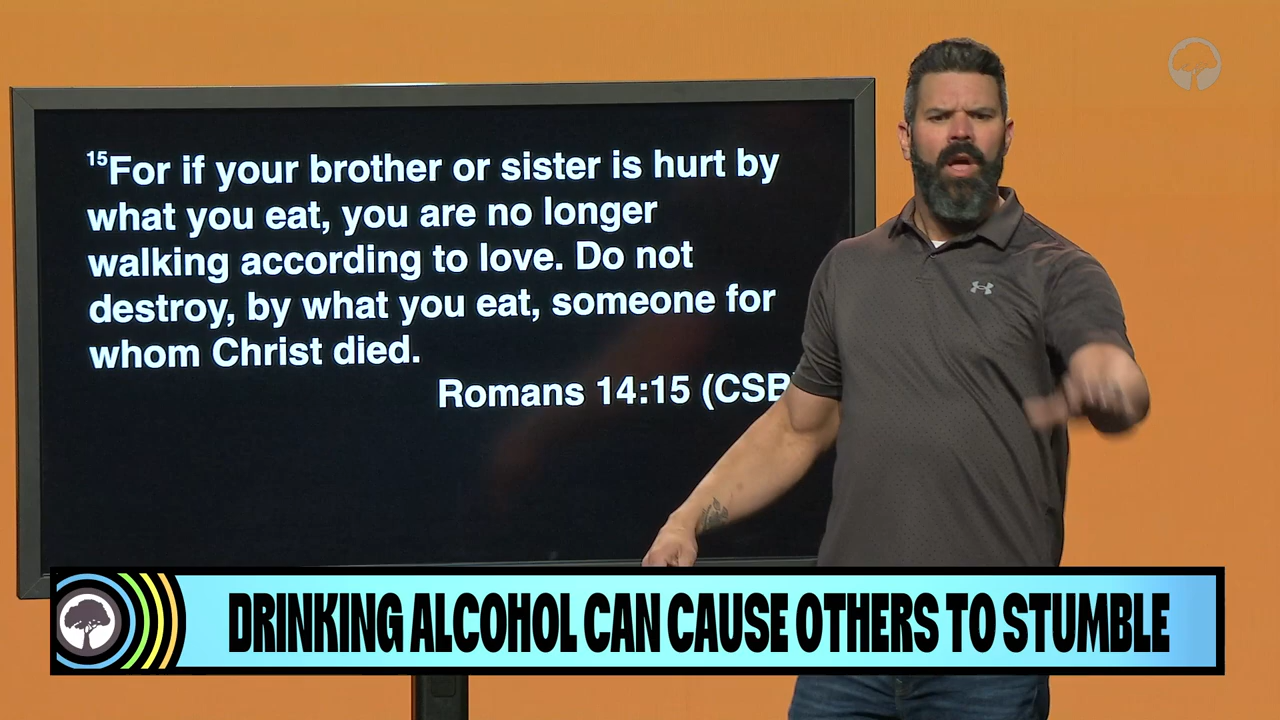 15For if your brother or sister is hurt by
what you eat, you are no longer
walking according to love. Do not
destroy, by what you eat, someone for
whom Christ died.
Romans 14:15 (CSB)
DRINKING ALCOHOL CAN CAUSE OTHERS TO STUMBLE